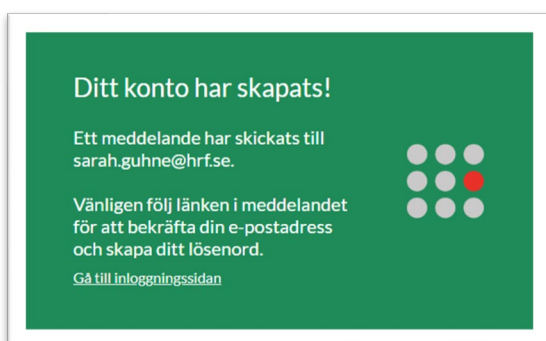 Ditt konto har skapats!
Ett meddelande har skickats till
sarah.guhne@hrf.se.
Vänligen följ länken i meddelandet
för att bekräfta din e-postadress
och skapa ditt lösenord.
Gå till inloggningssidan